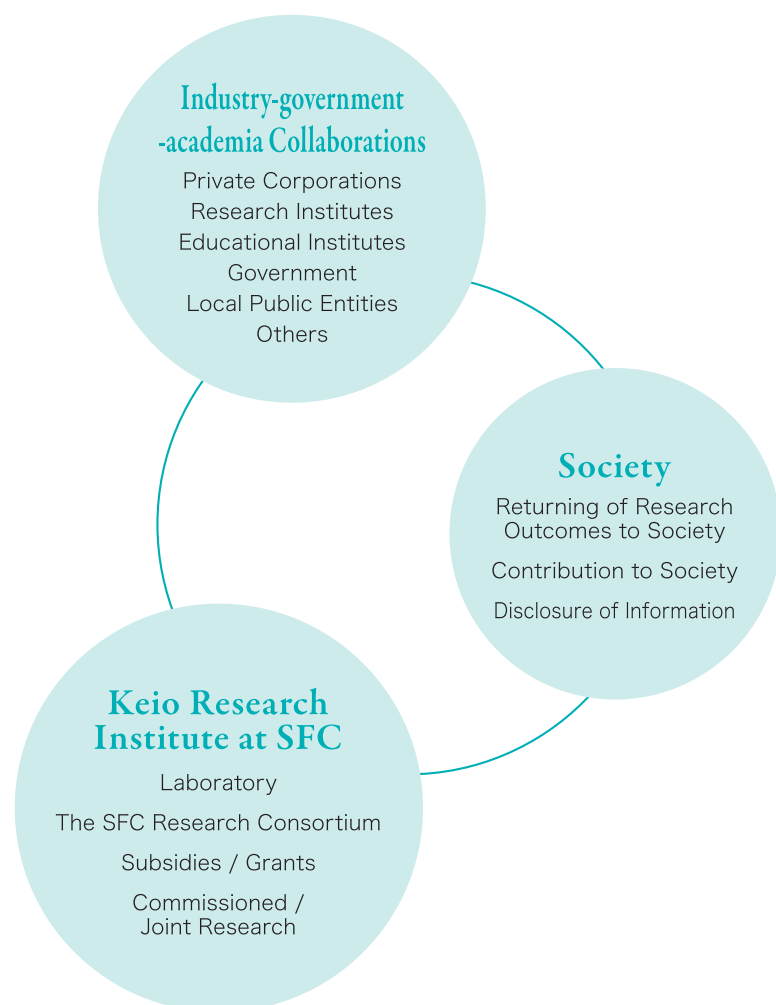 Industry-government
-academia Collaborations
Private Corporations
Research Institutes
Educational Institutes
Government
Local Public Entities
Others
Society
Returning of Research
Outcomes to Society
Contribution to Society
Disclosure of Information
Keio Research
Institute at SFC
Laboratory
The SFC Research Consortium
Subsidies / Grants
Commissioned /
Joint Research